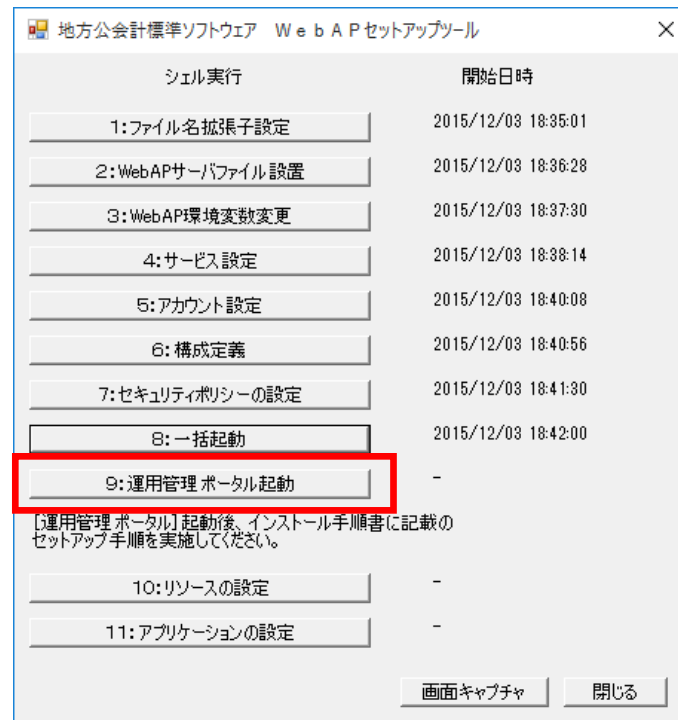 地方公会計標準ソフトウェア　ＷｅｂＡＰセットアップツール
シェル実行 開始日時
1:ファイル名拡張子設定 2015/12/03 18:35:01
2:WebAPサーバファイル設置 2015/12/03 18:36:28
3:WebAP環境変数変更 2015/12/03 18:37:30
4:サービス設定 2015/12/03 18:38:14
5:アカウント設定 2015/12/03 18:40:08
6:構成定義 2015/12/03 18:40:56
7:セキュリティポリシーの設定 2015/12/03 18:41:30
8:一括起動 2015/12/03 18:42:00
9:運用管理ポータル起動 -
[運用管理ポータル]起動後、インストール手順書に記載の
セットアップ手順を実施してください。
10:リソースの設定 -
11:アプリケーションの設定 -
画面キャプチャ 閉じる